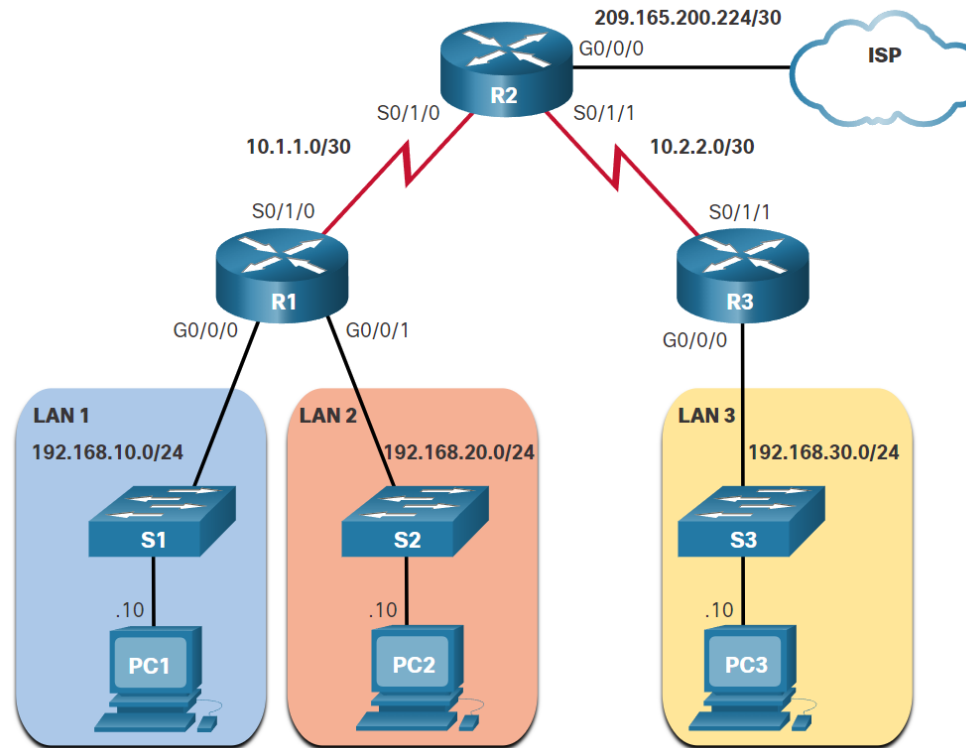 209.165.200.224/30
G0/0/0
ISP
R2
S0/1/0
S0/1/1
10.1.1.0/30
10.2.2.0/30
S0/1/0
S0/1/1
R1
R3
G0/0/0
G0/0/1
G0/0/0
LAN 1
LAN 2
LAN 3
192.168.10.0/24
192.168.20.0/24
192.168.30.0/24
S1
S2
S3
.10
.10
.10
PC1
PC2
PC3